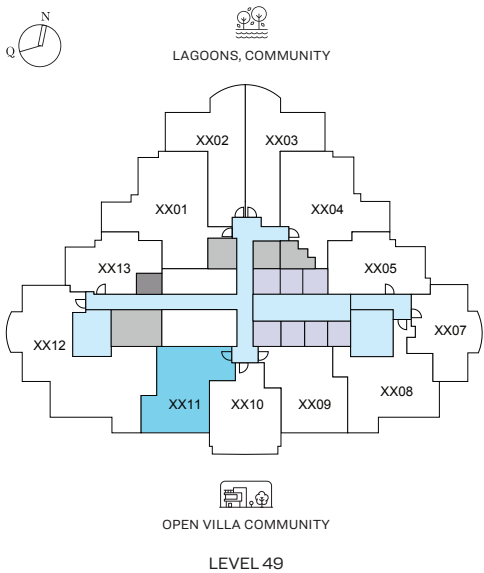 N
Q
LAGOONS, COMMUNITY
XX02
XX03
XX01
XX04
XX13
XX05
XX12
XX07
XX11
XX10
XX09
XX08
OPEN VILLA COMMUNITY
LEVEL 49